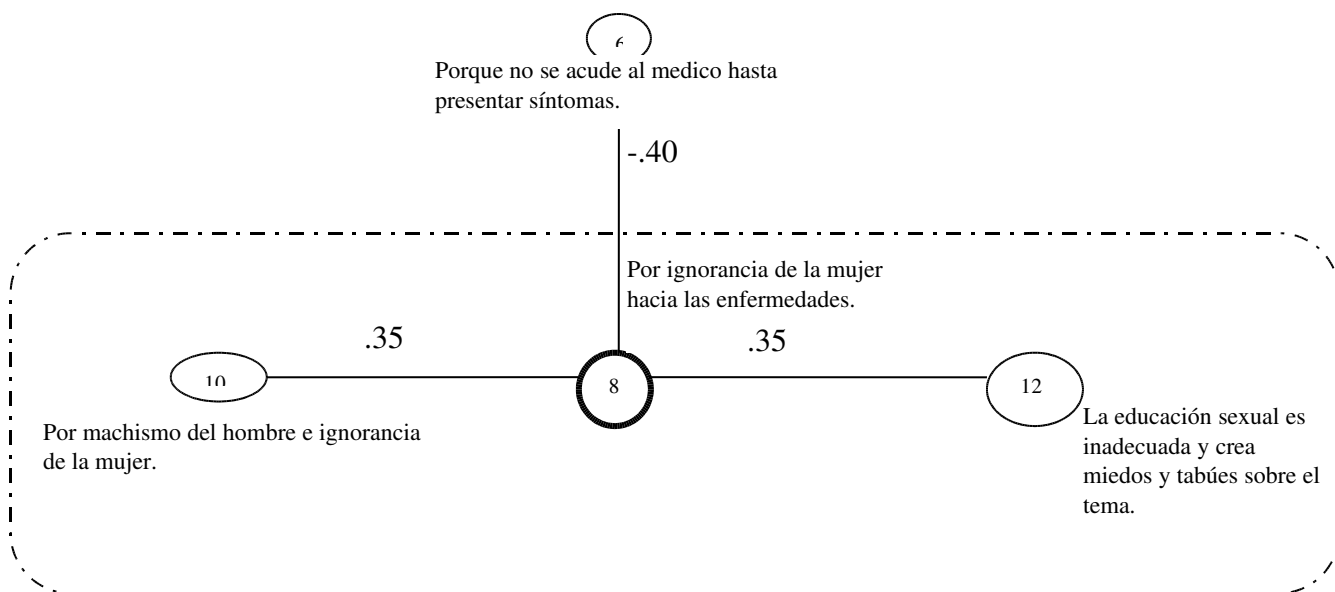 6
Porque no se acude al medico hasta
presentar síntomas.
-.40
Por ignorancia de la mujer
hacia las enfermedades.
.35
.35
10
8
12
Por machismo del hombre e ignorancia
de la mujer.
La educación sexual es
inadecuada y crea
miedos y tabúes sobre el
tema.